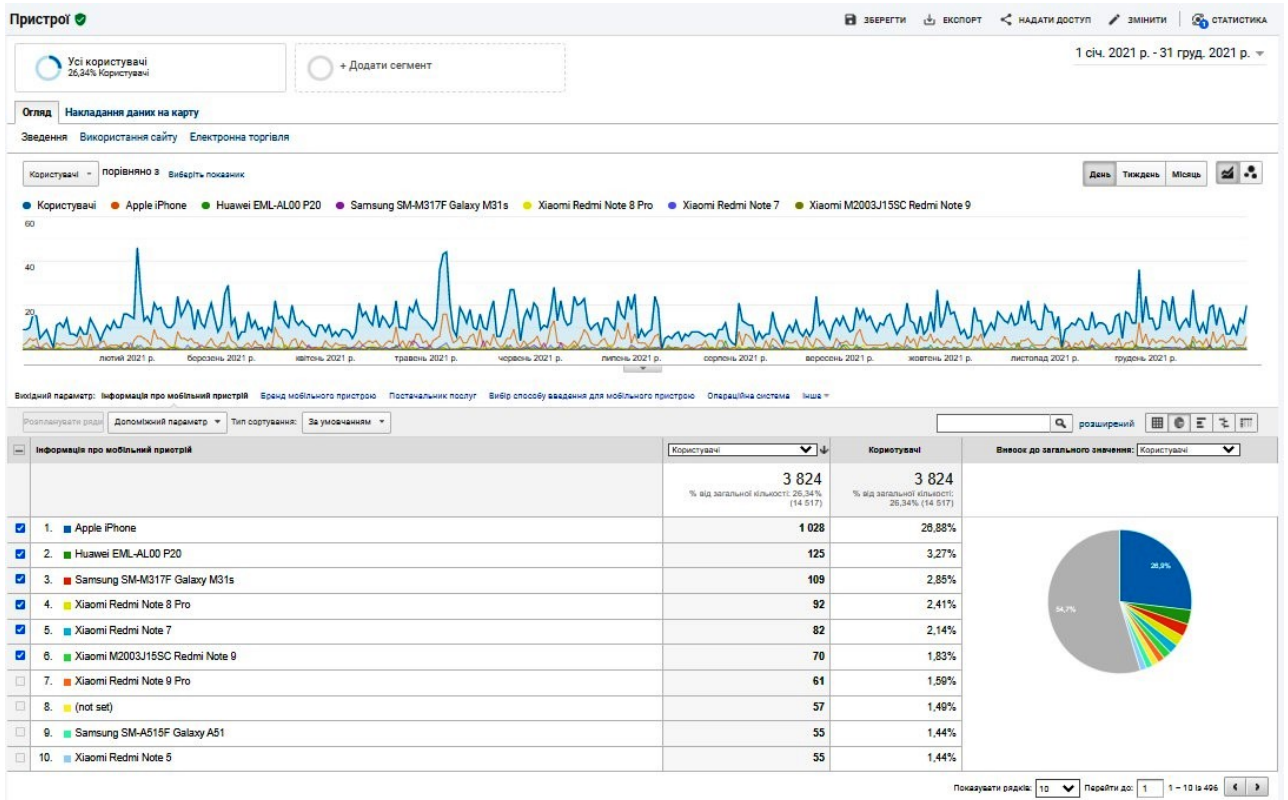 Пристрої
ЗБЕРЕГТИ ЕКСПОРТ НАДАТИ ДОСТУП ЗМІНИТИ СТАТИСТИКА
Усі користувачі
26,34% Користувачі
+ Додати сегмент
1 січ. 2021 р. - 31 груд. 2021 р.
Огляд Накладання даних на карту
Зведення Використання сайту Електронна торгівля
Користувачі порівняно з Виберіть показник
День Тиждень Місяць
Користувачі Apple iPhone Huawei EML-AL00 P20 Samsung SM-M317F Galaxy M31s Xiaomi Redmi Note 8 Pro Xiaomi Redmi Note 7 Xiaomi M2003J15SC Redmi Note 9
60
40
20
лютий 2021 р. березень 2021 р. квітень 2021 р. травень 2021 р. червень 2021 р. липень 2021 р. серпень 2021 р. вересень 2021 р. жовтень 2021 р. листопад 2021 р. грудень 2021 р.
Вихідний параметр: Інформація про мобільний пристрій Бренд мобільного пристрою Постачальник послуг Вибір способу введення для мобільного пристрою Операційна система Інше
Розпланувати ряди Допоміжний параметр Тип сортування: За умовчанням
розширений
Інформація про мобільний пристрій Користувачі Користувачі Внесок до загального значення: Користувачі
3 824 3 824
% від загальної кількості: 26,34% (14 517) % від загальної кількості: 26,34% (14 517)
1. Apple iPhone 1 028 26,88%
2. Huawei EML-AL00 P20 125 3,27%
3. Samsung SM-M317F Galaxy M31s 109 2,85%
4. Xiaomi Redmi Note 8 Pro 92 2,41%
5. Xiaomi Redmi Note 7 82 2,14%
6. Xiaomi M2003J15SC Redmi Note 9 70 1,83%
7. Xiaomi Redmi Note 9 Pro 61 1,59%
8. (not set) 57 1,49%
9. Samsung SM-A515F Galaxy A51 55 1,44%
10. Xiaomi Redmi Note 5 55 1,44%
26,9%
54,7%
Показувати рядків: 10 Перейти до: 1 1 – 10 із 496